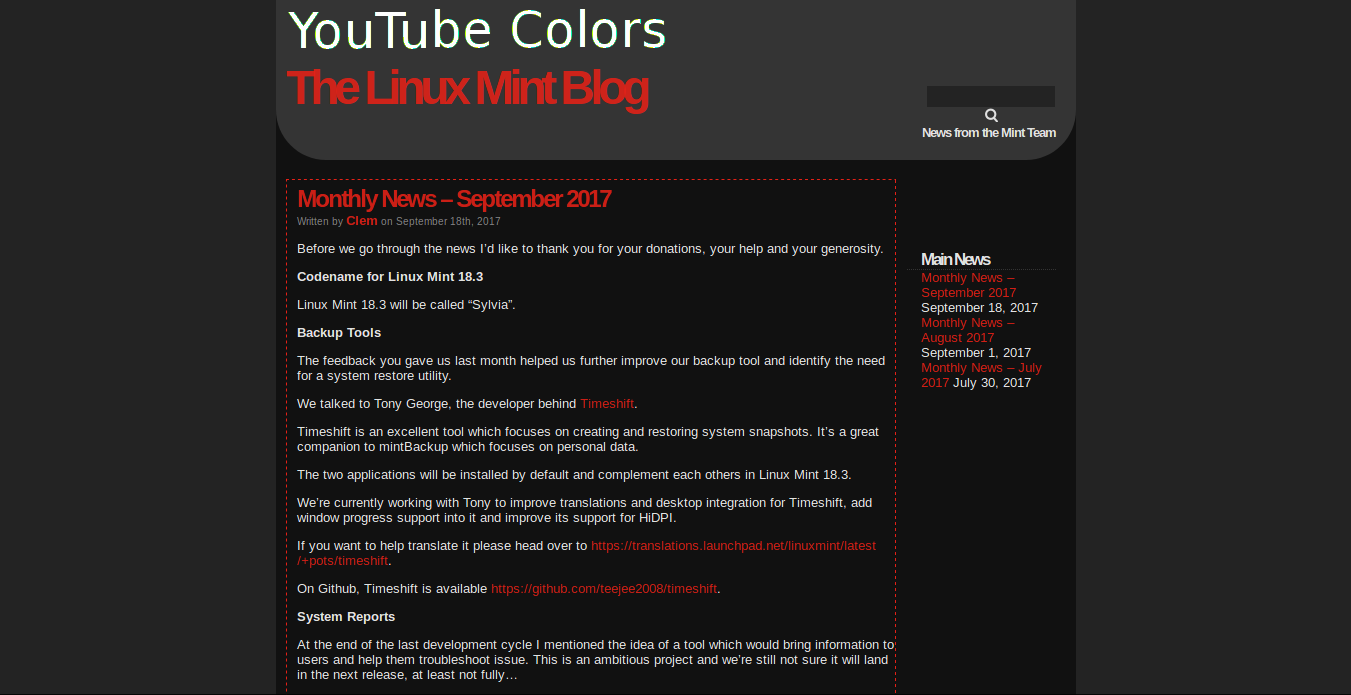 YouTube Colors
The Linux Mint Blog
News from the Mint Team
Monthly News – September 2017
Written by Clem on September 18th, 2017
Before we go through the news I’d like to thank you for your donations, your help and your generosity.
Codename for Linux Mint 18.3
Linux Mint 18.3 will be called “Sylvia”.
Backup Tools
The feedback you gave us last month helped us further improve our backup tool and identify the need
for a system restore utility.
We talked to Tony George, the developer behind Timeshift.
Timeshift is an excellent tool which focuses on creating and restoring system snapshots. It’s a great
companion to mintBackup which focuses on personal data.
The two applications will be installed by default and complement each others in Linux Mint 18.3.
We’re currently working with Tony to improve translations and desktop integration for Timeshift, add
window progress support into it and improve its support for HiDPI.
If you want to help translate it please head over to https://translations.launchpad.net/linuxmint/latest
/+pots/timeshift.
On Github, Timeshift is available https://github.com/teejee2008/timeshift.
System Reports
At the end of the last development cycle I mentioned the idea of a tool which would bring information to
users and help them troubleshoot issue. This is an ambitious project and we’re still not sure it will land
in the next release, at least not fully…
Main News
Monthly News –
September 2017
September 18, 2017
Monthly News –
August 2017
September 1, 2017
Monthly News – July
2017 July 30, 2017